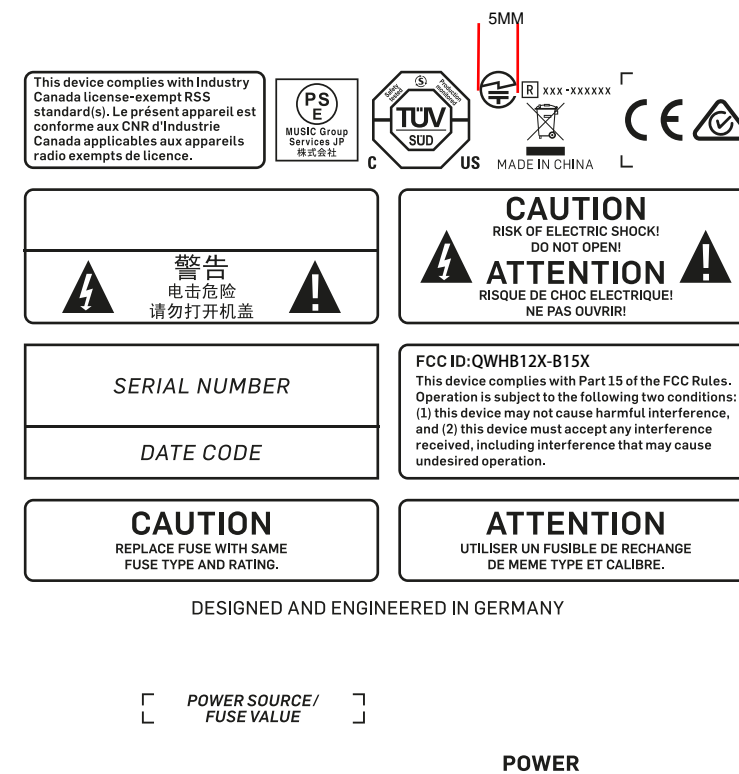 5MM
This device complies with Industry
Canada license-exempt RSS
standard(s). Le présent appareil est
conforme aux CNR d'Industrie
Canada applicables aux appareils
radio exempts de licence.
PS
E
MUSIC Group
Services JP
株式会社
Safety
tested
Production
monitored
TÜV
SÜD
C
US
R xxx -xxxxxx
MADE IN CHINA
CE
警告
电击危险
请勿打开机盖
CAUTION
RISK OF ELECTRIC SHOCK!
DO NOT OPEN!
ATTENTION
RISQUE DE CHOC ELECTRIQUE!
NE PAS OUVRIR!
SERIAL NUMBER
DATE CODE
FCC ID:QWHB12X-B15X
This device complies with Part 15 of the FCC Rules.
Operation is subject to the following two conditions:
(1) this device may not cause harmful interference,
and (2) this device must accept any interference
received, including interference that may cause
undesired operation.
CAUTION
REPLACE FUSE WITH SAME
FUSE TYPE AND RATING.
ATTENTION
UTILISER UN FUSIBLE DE RECHANGE
DE MEME TYPE ET CALIBRE.
DESIGNED AND ENGINEERED IN GERMANY
POWER SOURCE/
FUSE VALUE
POWER